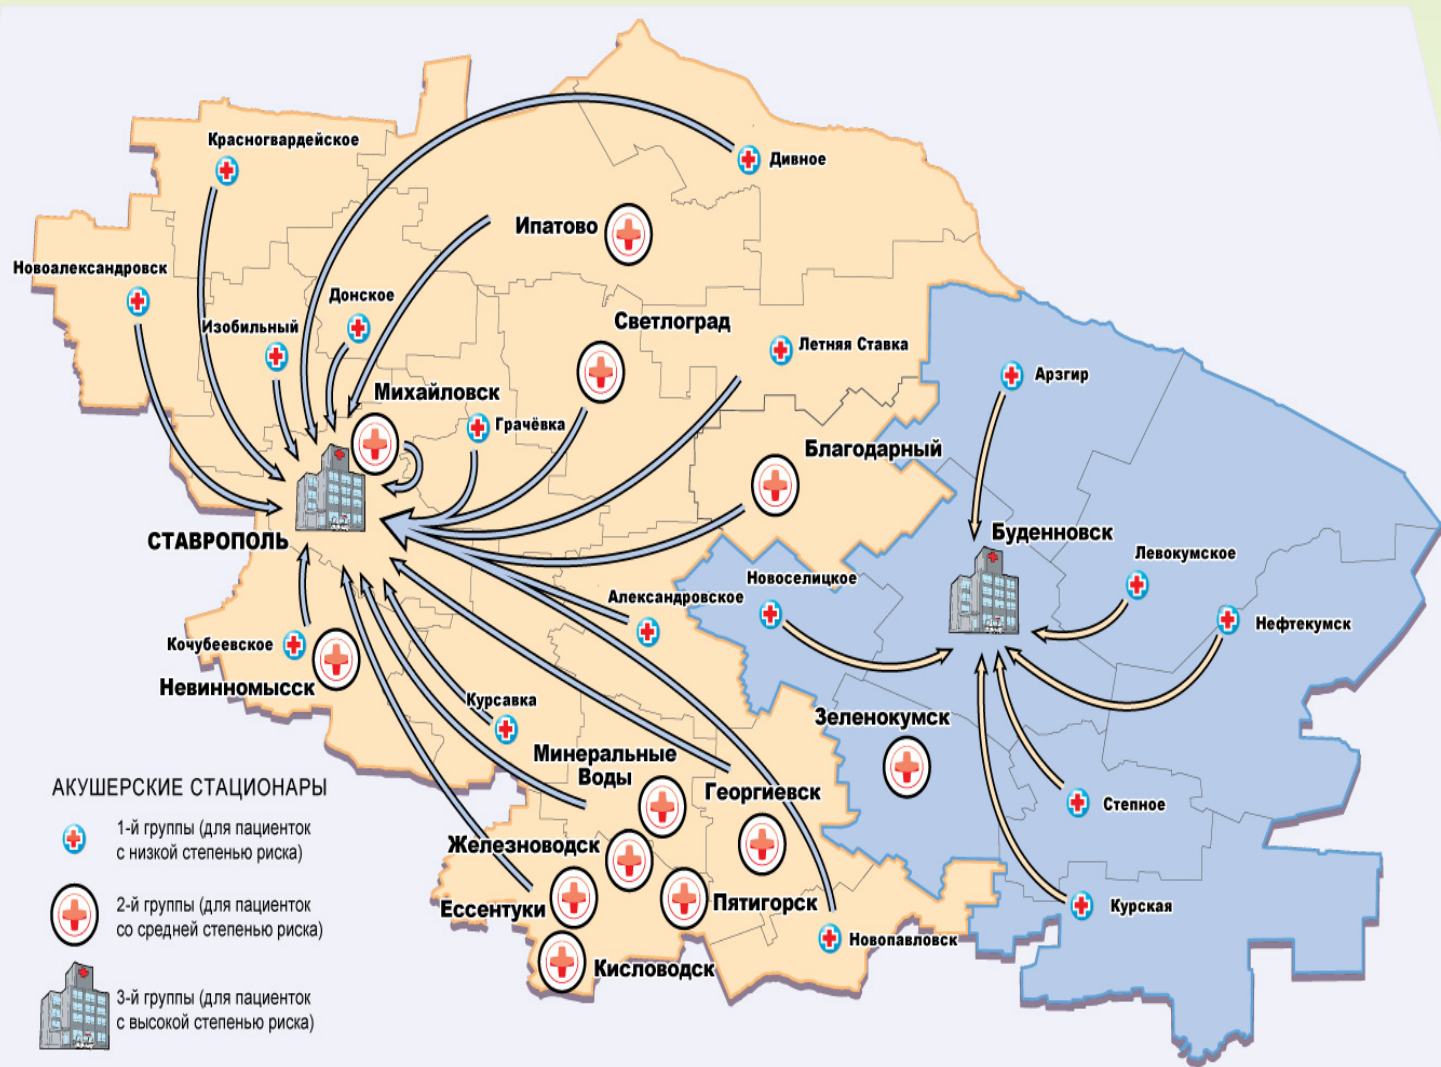 Красногвардейское
Дивное
Ипатово
Новоалександровск
Донское
Изобильный
Светлоград
Летняя Ставка
Арзгир
Михайловск
Грачёвка
Благодарный
СТАВРОПОЛЬ
Буденновск
Левокумское
Новоселицкое
Александровское
Нефтекумск
Кочубеевское
Невинномысск
Курсавка
Зеленокумск
Минеральные
Воды
Георгиевск
Степное
Железноводск
Ессентуки
Пятигорск
Курская
Новопавловск
Кисловодск
АКУШЕРСКИЕ СТАЦИОНАРЫ
1-й группы (для пациенток
с низкой степенью риска)
2-й группы (для пациенток
со средней степенью риска)
3-й группы (для пациенток
с высокой степенью риска)